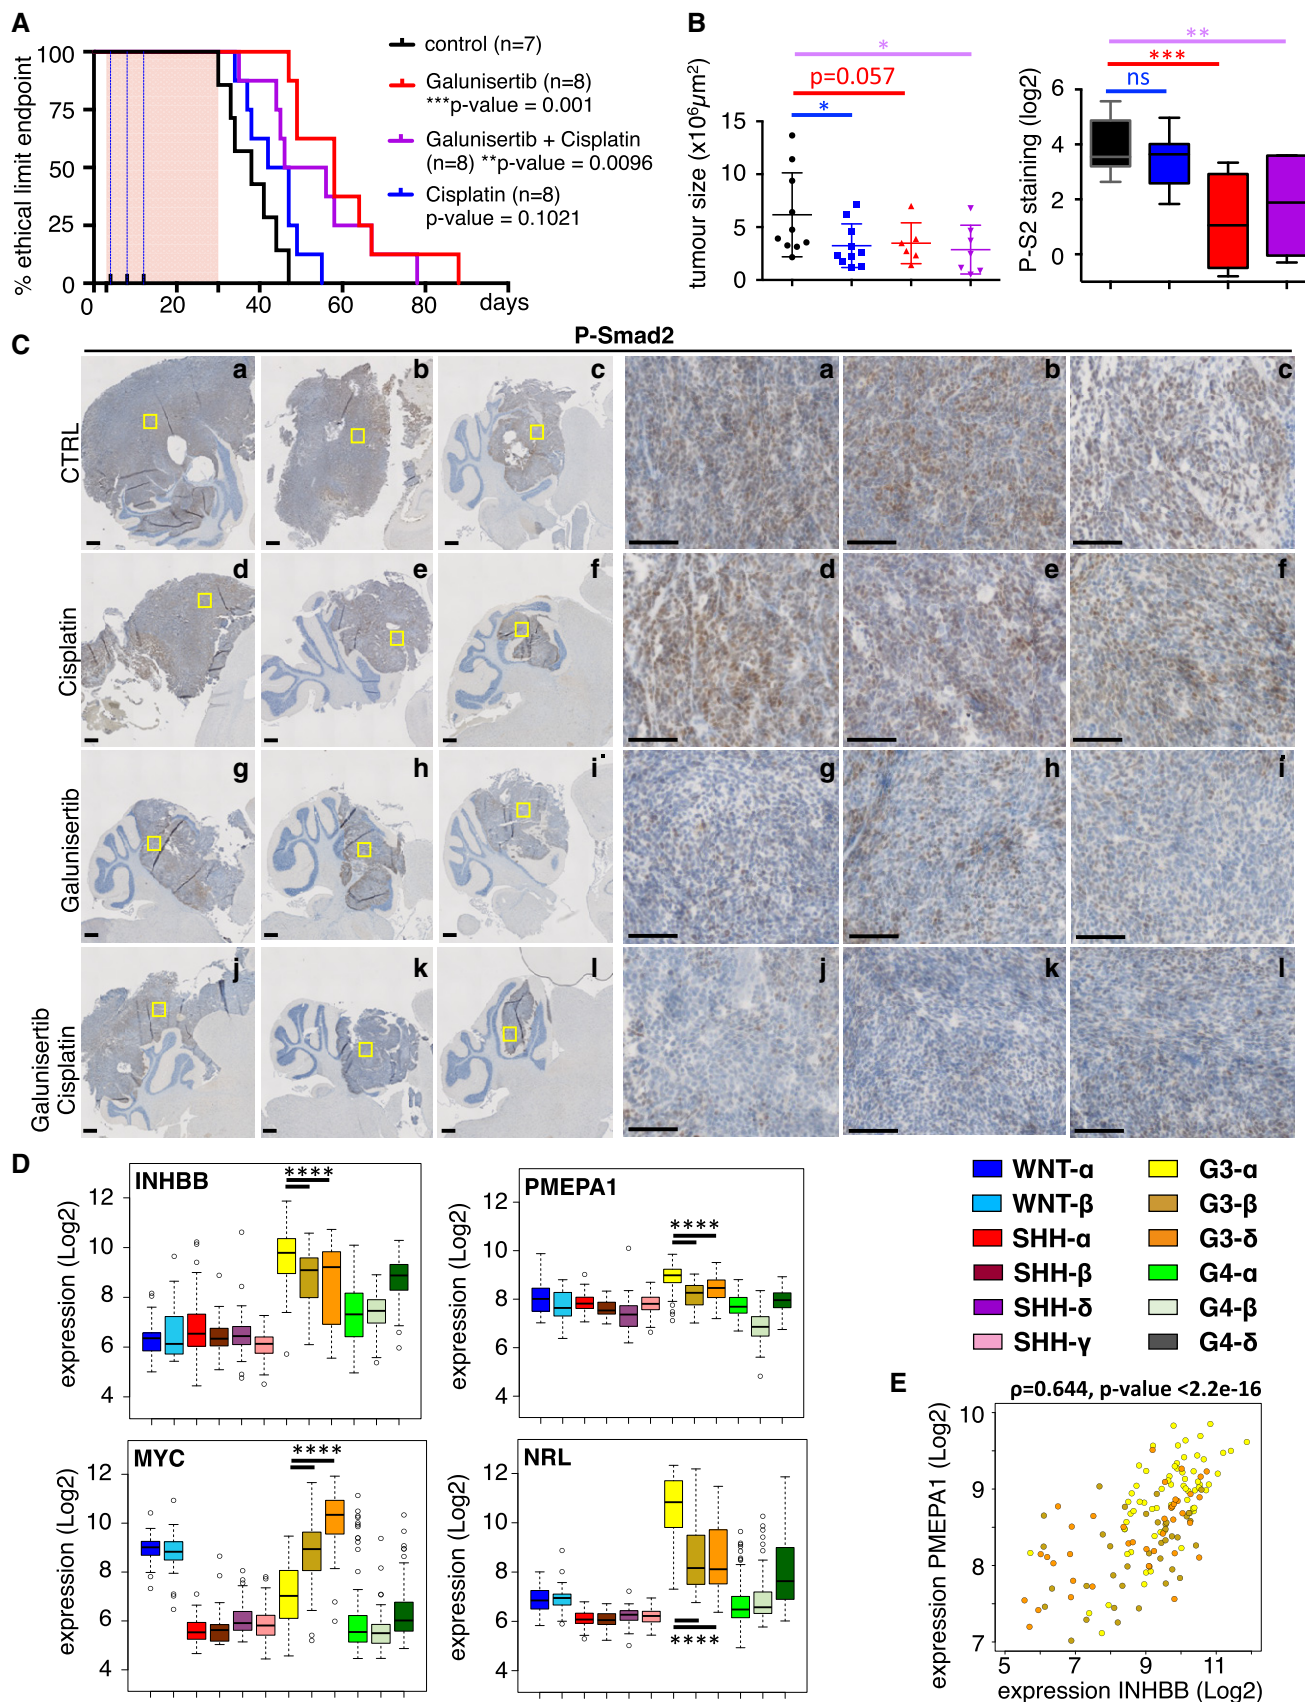 A
% ethical limit endpoint
100
75
50
25
0
0
20
40
60
80
days
control (n=7)
Galunisertib (n=8)
***p-value = 0.001
Galunisertib + Cisplatin
(n=8) **p-value = 0.0096
Cisplatin (n=8)
p-value = 0.1021
B
tumour size (x10⁶µm2)
15
10
5
0
*
p=0.057
*
P-S2 staining (log2)
6
4
2
0
**
***
ns
C
P-Smad2
CTRL
a
b
c
a
b
c
Cisplatin
d
e
f
d
e
f
Galunisertib
g
h
i
g
h
i
Galunisertib
Cisplatin
j
k
l
j
k
l
D
INHBB
****
expression (Log2)
12
10
8
6
4
PMEPA1
****
expression (Log2)
12
10
8
6
4
MYC
****
expression (Log2)
12
10
8
6
4
NRL
****
expression (Log2)
12
10
8
6
4
WNT-α
WNT-β
SHH-α
SHH-β
SHH-δ
SHH-γ
G3-α
G3-β
G3-δ
G4-α
G4-β
G4-δ
E
ρ=0.644, p-value <2.2e-16
expression PMEPA1 (Log2)
10
9
8
7
5
7
9
11
expression INHBB (Log2)